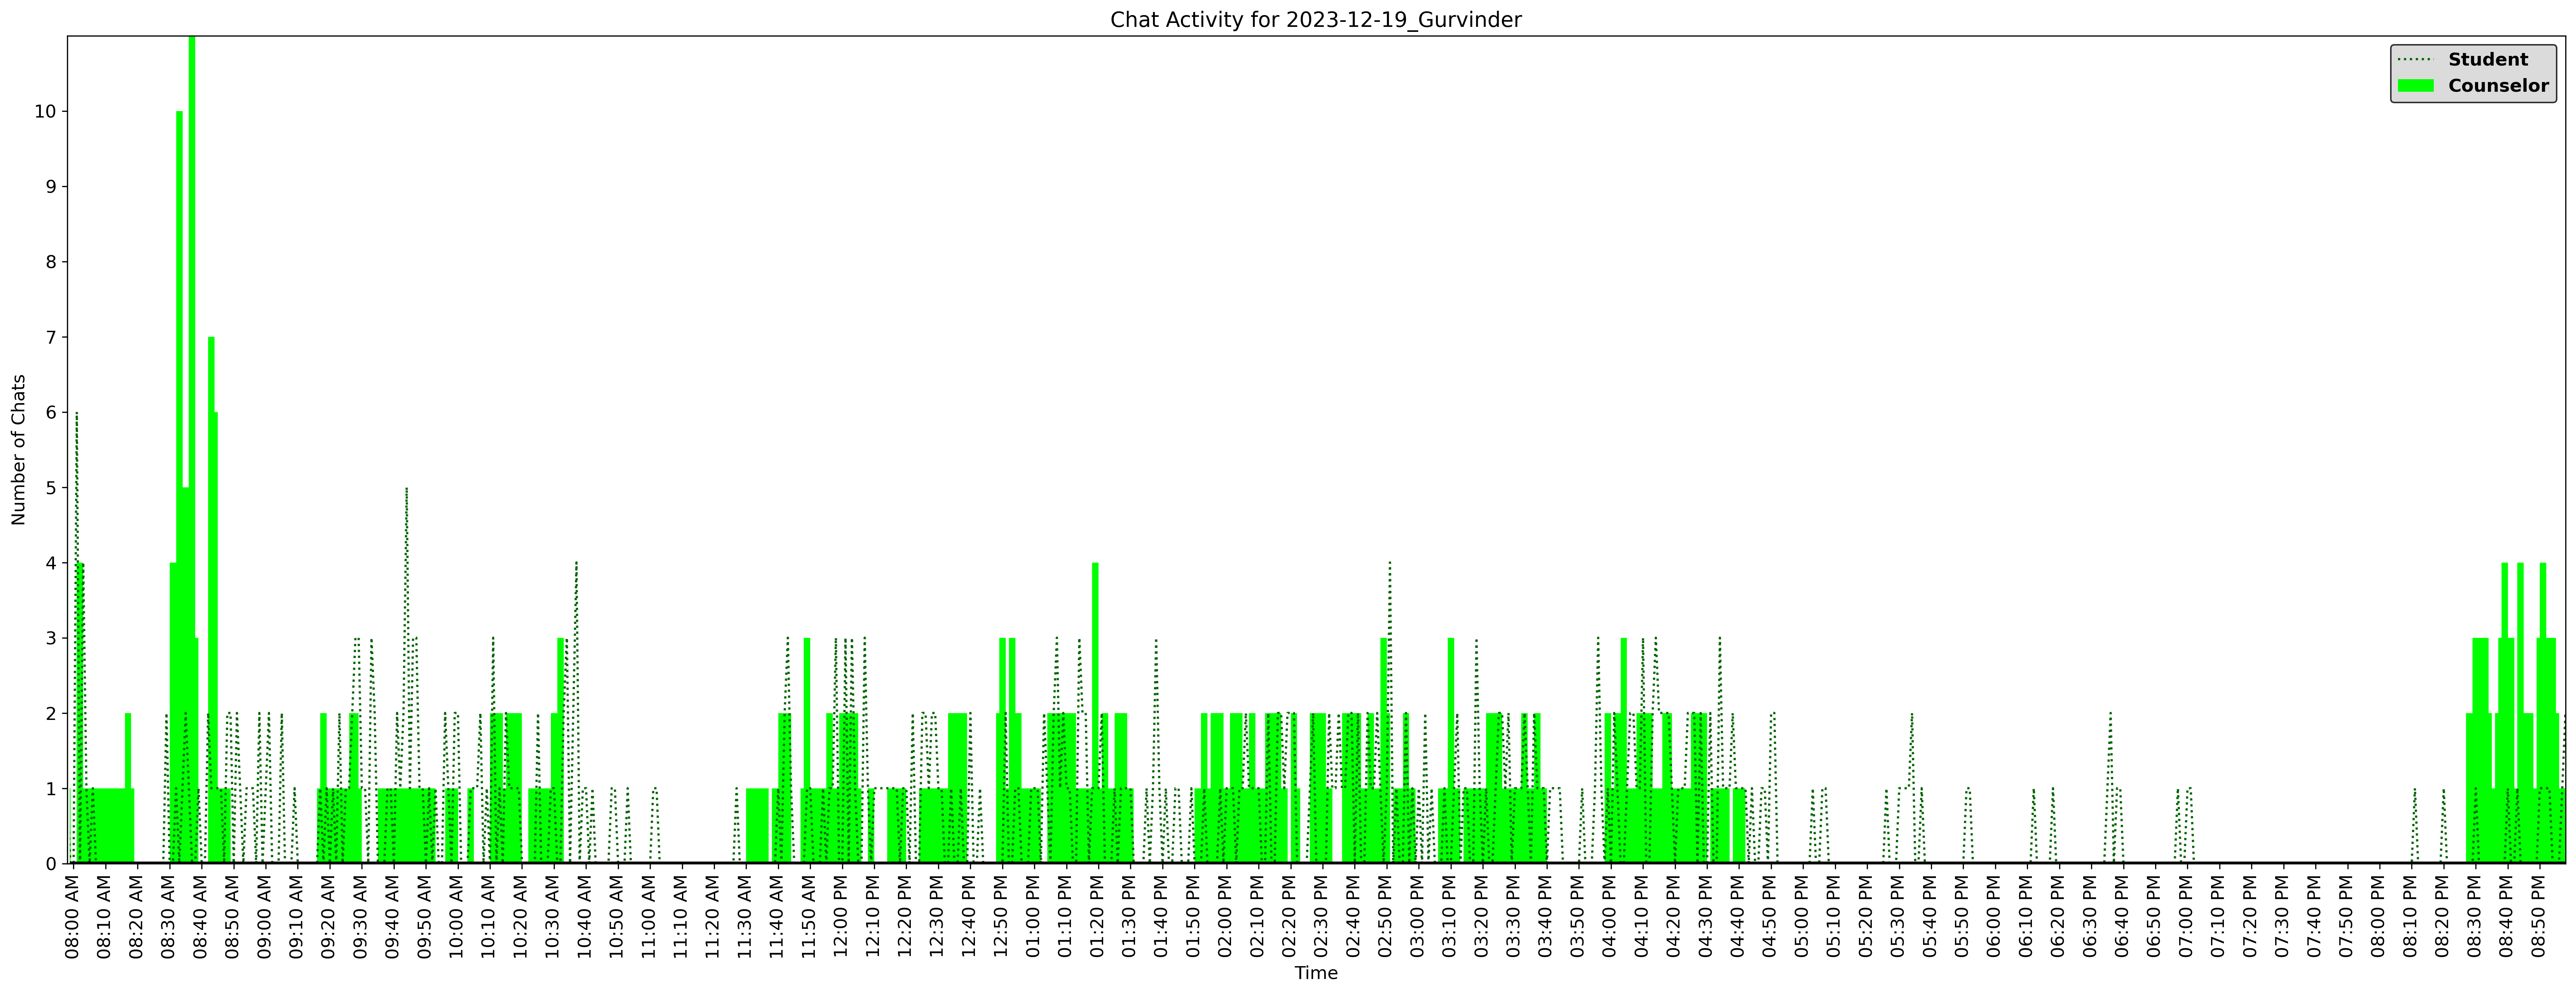 Chat Activity for 2023-12-19_Gurvinder
Student
Counselor
Number of Chats
10
9
8
7
6
5
4
3
2
1
0
08:00 AM
08:10 AM
08:20 AM
08:30 AM
08:40 AM
08:50 AM
09:00 AM
09:10 AM
09:20 AM
09:30 AM
09:40 AM
09:50 AM
10:00 AM
10:10 AM
10:20 AM
10:30 AM
10:40 AM
10:50 AM
11:00 AM
11:10 AM
11:20 AM
11:30 AM
11:40 AM
11:50 AM
12:00 PM
12:10 PM
12:20 PM
12:30 PM
12:40 PM
12:50 PM
01:00 PM
01:10 PM
01:20 PM
01:30 PM
01:40 PM
01:50 PM
02:00 PM
02:10 PM
02:20 PM
02:30 PM
02:40 PM
02:50 PM
03:00 PM
03:10 PM
03:20 PM
03:30 PM
03:40 PM
03:50 PM
04:00 PM
04:10 PM
04:20 PM
04:30 PM
04:40 PM
04:50 PM
05:00 PM
05:10 PM
05:20 PM
05:30 PM
05:40 PM
05:50 PM
06:00 PM
06:10 PM
06:20 PM
06:30 PM
06:40 PM
06:50 PM
07:00 PM
07:10 PM
07:20 PM
07:30 PM
07:40 PM
07:50 PM
08:00 PM
08:10 PM
08:20 PM
08:30 PM
08:40 PM
08:50 PM
Time